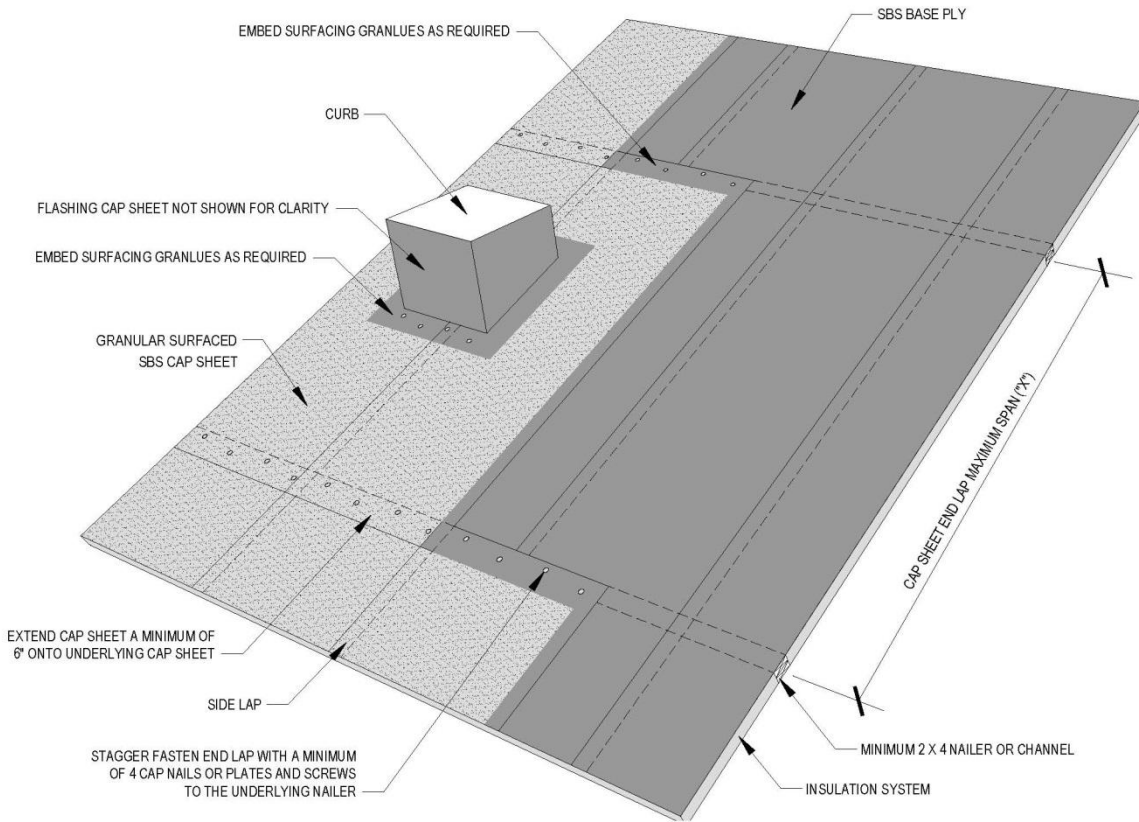 SBS BASE PLY
EMBED SURFACING GRANLUES AS REQUIRED
CURB
FLASHING CAP SHEET NOT SHOWN FOR CLARITY
EMBED SURFACING GRANLUES AS REQUIRED
GRANULAR SURFACED
SBS CAP SHEET
CAP SHEET END LAP MAXIMUM SPAN ("X")
EXTEND CAP SHEET A MINIMUM OF
6" ONTO UNDERLYING CAP SHEET
SIDE LAP
STAGGER FASTEN END LAP WITH A MINIMUM
OF 4 CAP NAILS OR PLATES AND SCREWS
TO THE UNDERLYING NAILER
MINIMUM 2 X 4 NAILER OR CHANNEL
INSULATION SYSTEM